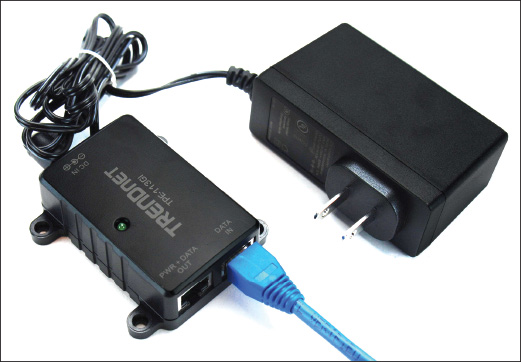 DC IN
TPE-113GI
TRENDNET
DATA
IN
PWR + DATA
OUT